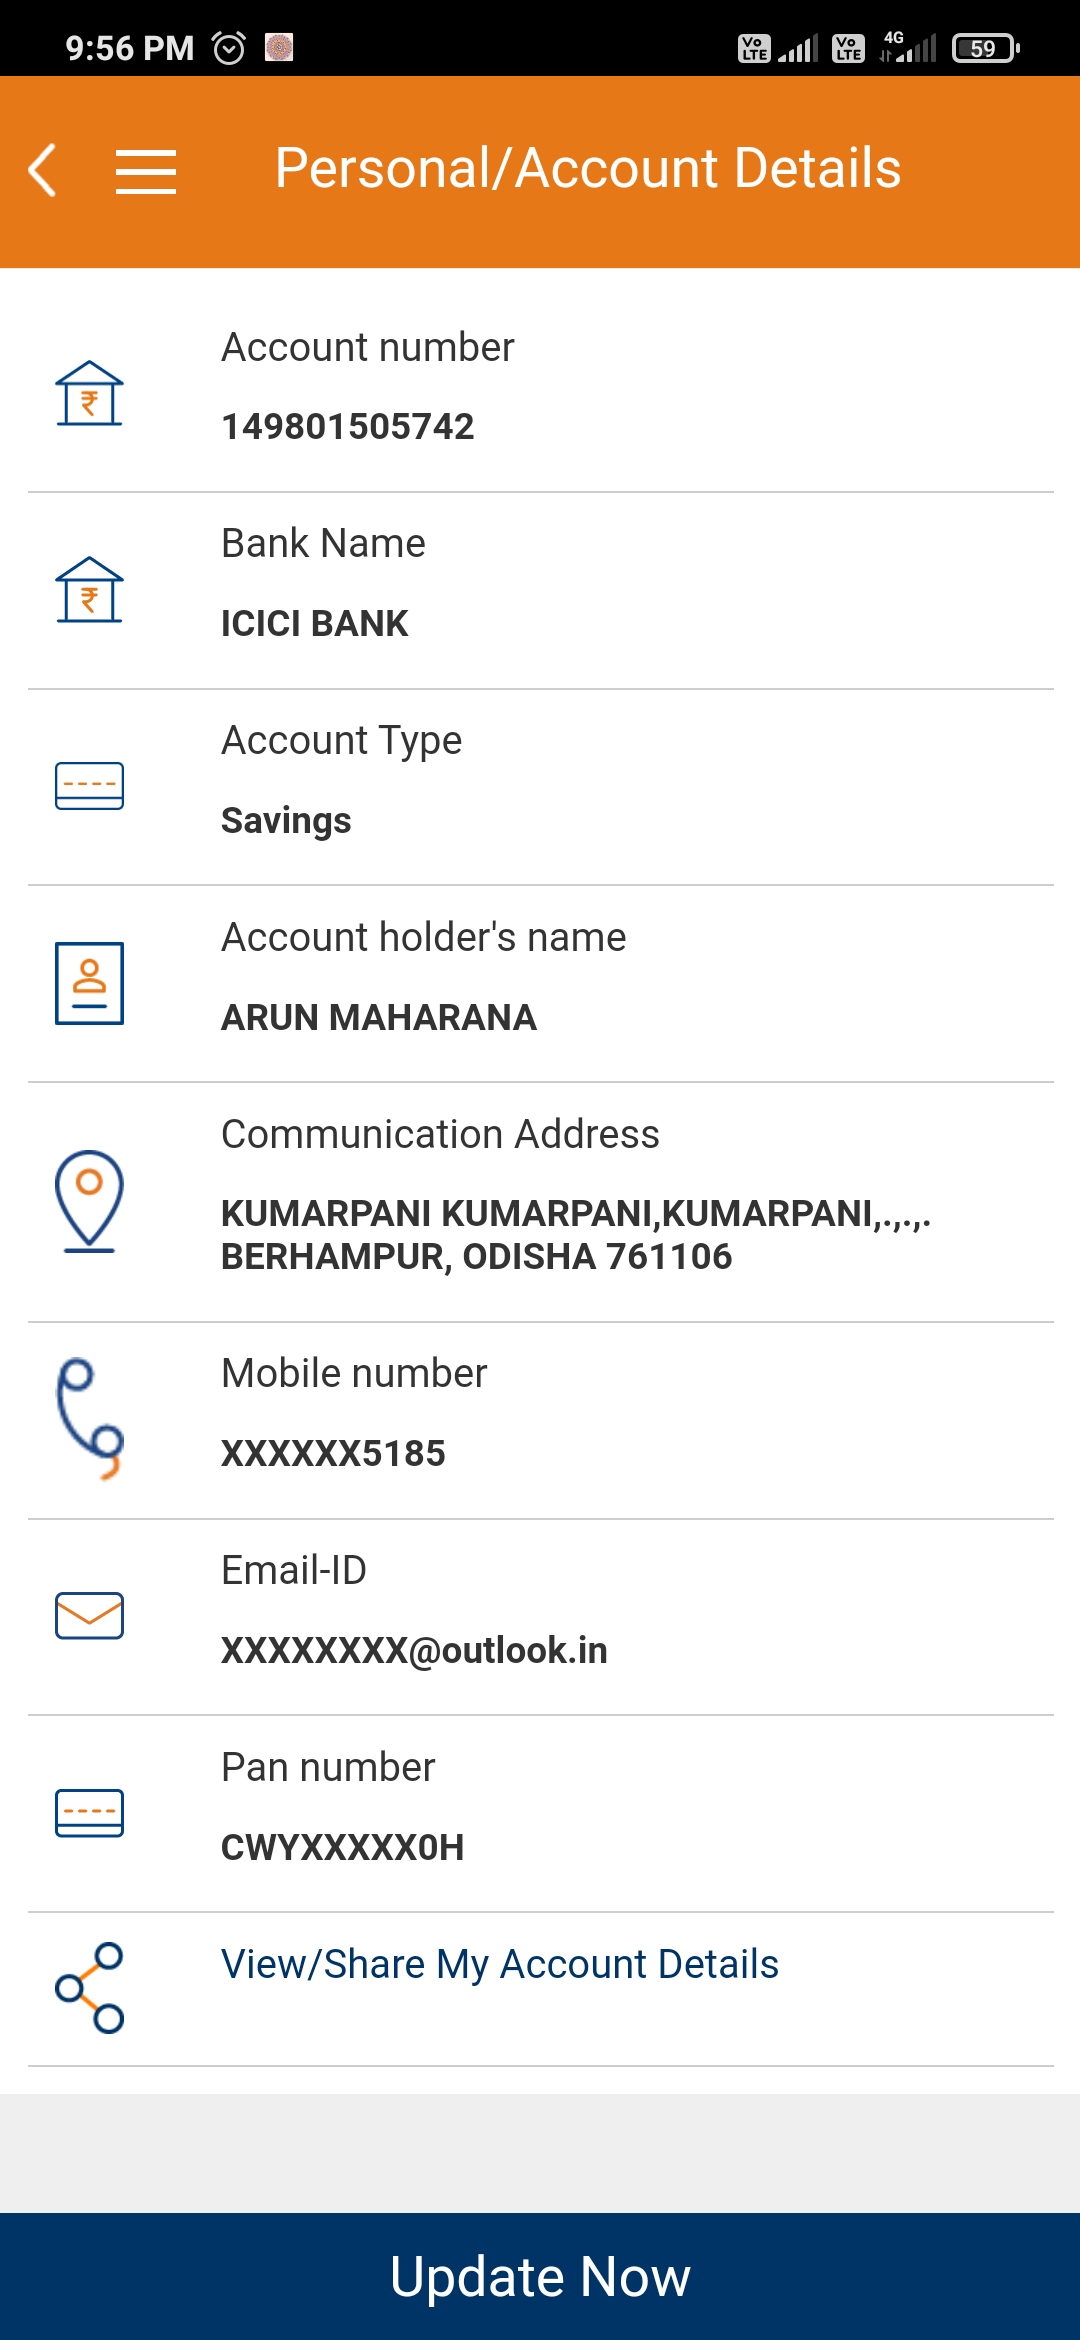 9:56 PM
Vo LTE Vo LTE 4G 59
Personal/Account Details
Account number
149801505742
Bank Name
ICICI BANK
Account Type
Savings
Account holder's name
ARUN MAHARANA
Communication Address
KUMARPANI KUMARPANI,KUMARPANI,.,.,.
BERHAMPUR, ODISHA 761106
Mobile number
XXXXXX5185
Email-ID
XXXXXXXX@outlook.in
Pan number
CWYXXXXX0H
View/Share My Account Details
Update Now